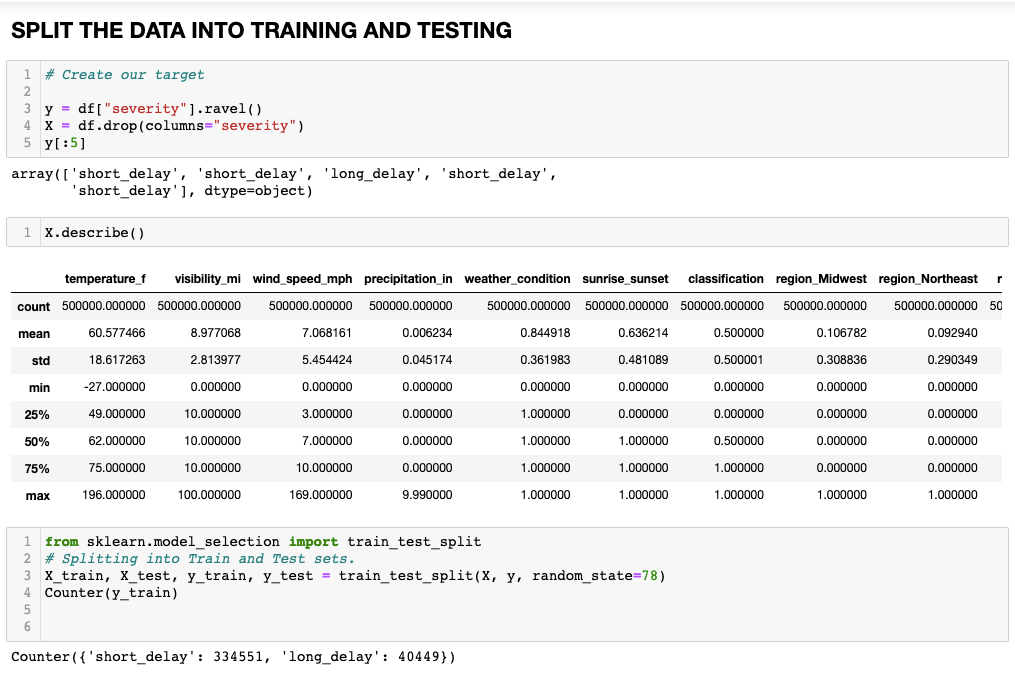 SPLIT THE DATA INTO TRAINING AND TESTING
1 # Create our target
2
3 y = df["severity"].ravel()
4 X = df.drop(columns="severity")
5 y[:5]
array(['short_delay', 'short_delay', 'long_delay', 'short_delay',
'short_delay'], dtype=object)
1 X.describe()
temperature_f visibility_mi wind_speed_mph precipitation_in weather_condition sunrise_sunset classification region_Midwest region_Northeast r
count 500000.000000 500000.000000 500000.000000 500000.000000 500000.000000 500000.000000 500000.000000 500000.000000 500000.000000 50
mean 60.577466 8.977068 7.068161 0.006234 0.844918 0.636214 0.500000 0.106782 0.092940
std 18.617263 2.813977 5.454424 0.045174 0.361983 0.481089 0.500001 0.308836 0.290349
min -27.000000 0.000000 0.000000 0.000000 0.000000 0.000000 0.000000 0.000000 0.000000
25% 49.000000 10.000000 3.000000 0.000000 1.000000 0.000000 0.000000 0.000000 0.000000
50% 62.000000 10.000000 7.000000 0.000000 1.000000 1.000000 0.500000 0.000000 0.000000
75% 75.000000 10.000000 10.000000 0.000000 1.000000 1.000000 1.000000 0.000000 0.000000
max 196.000000 100.000000 169.000000 9.990000 1.000000 1.000000 1.000000 1.000000 1.000000
1 from sklearn.model_selection import train_test_split
2 # Splitting into Train and Test sets.
3 X_train, X_test, y_train, y_test = train_test_split(X, y, random_state=78)
4 Counter(y_train)
5
6
Counter({'short_delay': 334551, 'long_delay': 40449})